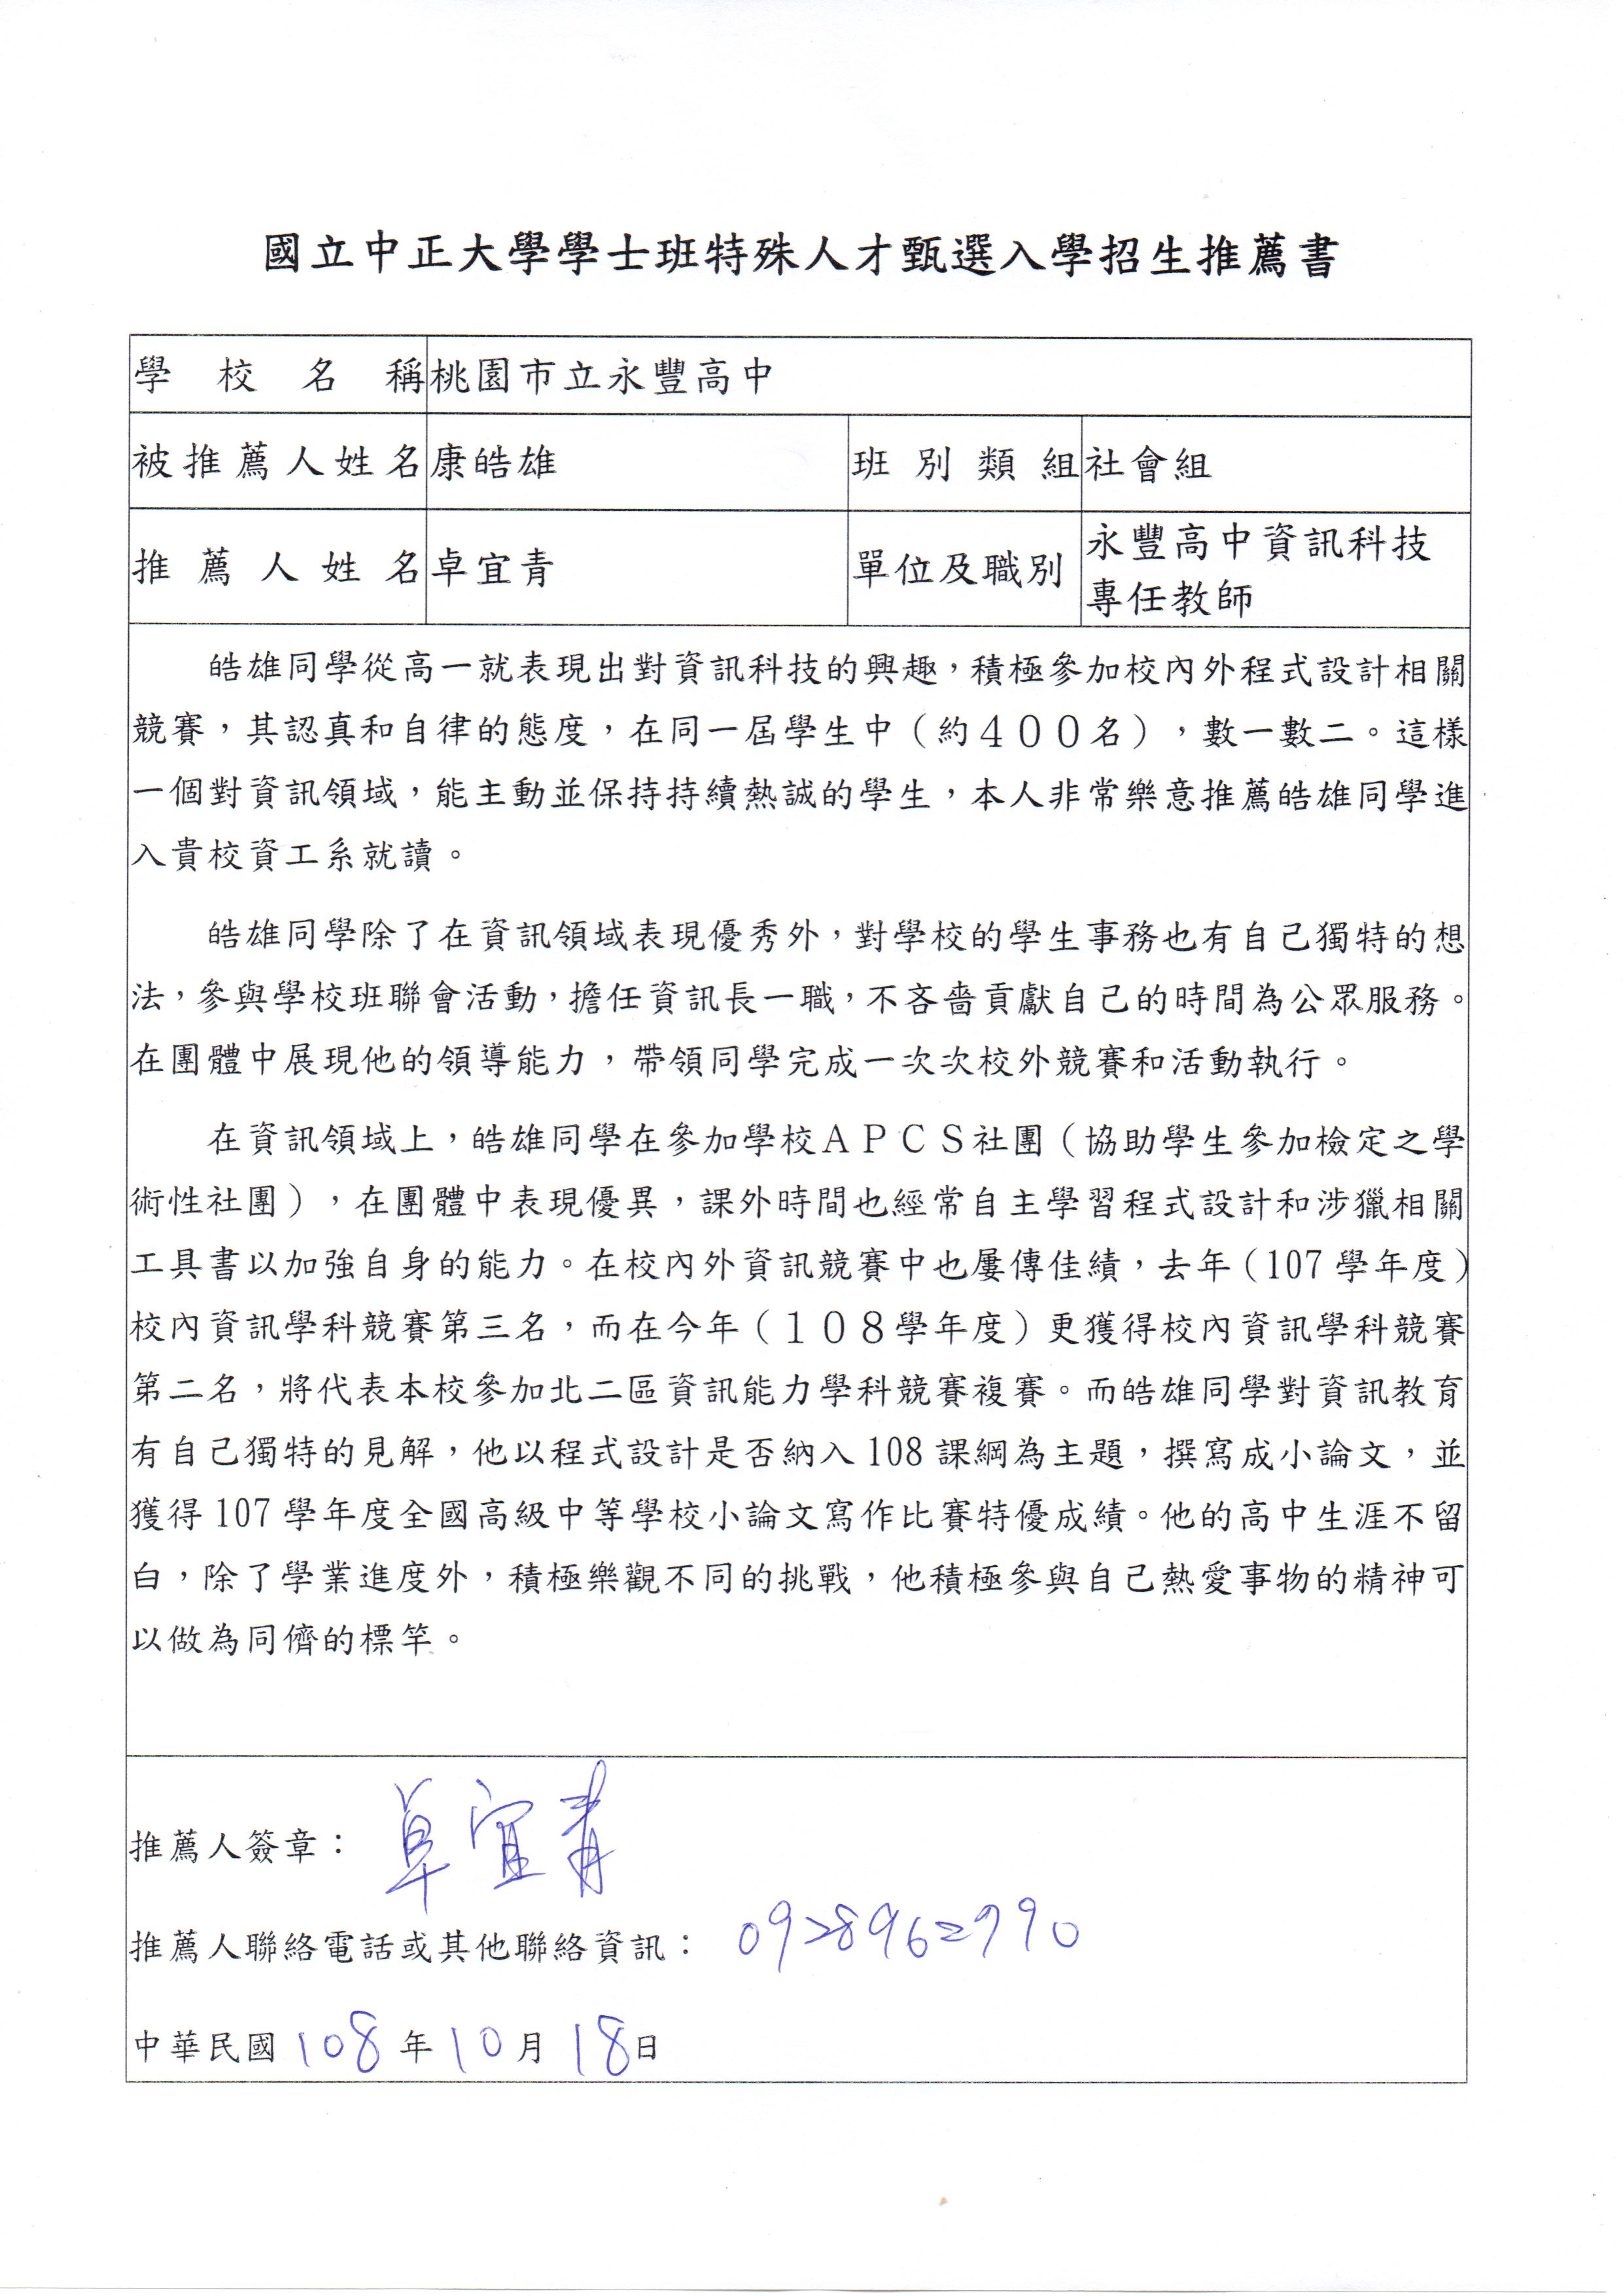 國立中正大學學士班特殊人才甄選入學招生推薦書
學校名稱 桃園市立永豐高中
被推薦人姓名 康皓雄 班別類組 社會組
推薦人姓名 卓宜青 單位及職別 永豐高中資訊科技
專任教師
皓雄同學從高一就表現出對資訊科技的興趣,積極參加校內外程式設計相關
競賽,其認真和自律的態度,在同一屆學生中(約400名),數一數二。這樣
一個對資訊領域,能主動並保持持續熱誠的學生,本人非常樂意推薦皓雄同學進
入貴校資工系就讀。
皓雄同學除了在資訊領域表現優秀外,對學校的學生事務也有自己獨特的想
法,參與學校班聯會活動,擔任資訊長一職,不吝嗇貢獻自己的時間為公眾服務。
在團體中展現他的領導能力,帶領同學完成一次次校外競賽和活動執行。
在資訊領域上,皓雄同學在參加學校APCS社團(協助學生參加檢定之學
術性社團),在團體中表現優異,課外時間也經常自主學習程式設計和涉獵相關
工具書以加強自身的能力。在校內外資訊競賽中也屢傳佳績,去年(107學年度)
校內資訊學科競賽第三名,而在今年(108學年度)更獲得校內資訊學科競賽
第二名,將代表本校參加北二區資訊能力學科競賽複賽。而皓雄同學對資訊教育
有自己獨特的見解,他以程式設計是否納入108課綱為主題,撰寫成小論文,並
獲得107學年度全國高級中等學校小論文寫作比賽特優成績。他的高中生涯不留
白,除了學業進度外,積極樂觀不同的挑戰,他積極參與自己熱愛事物的精神可
以做為同儕的標竿。
推薦人簽章: 卓宜青
推薦人聯絡電話或其他聯絡資訊: 0928962990
中華民國 108 年 10 月 18 日